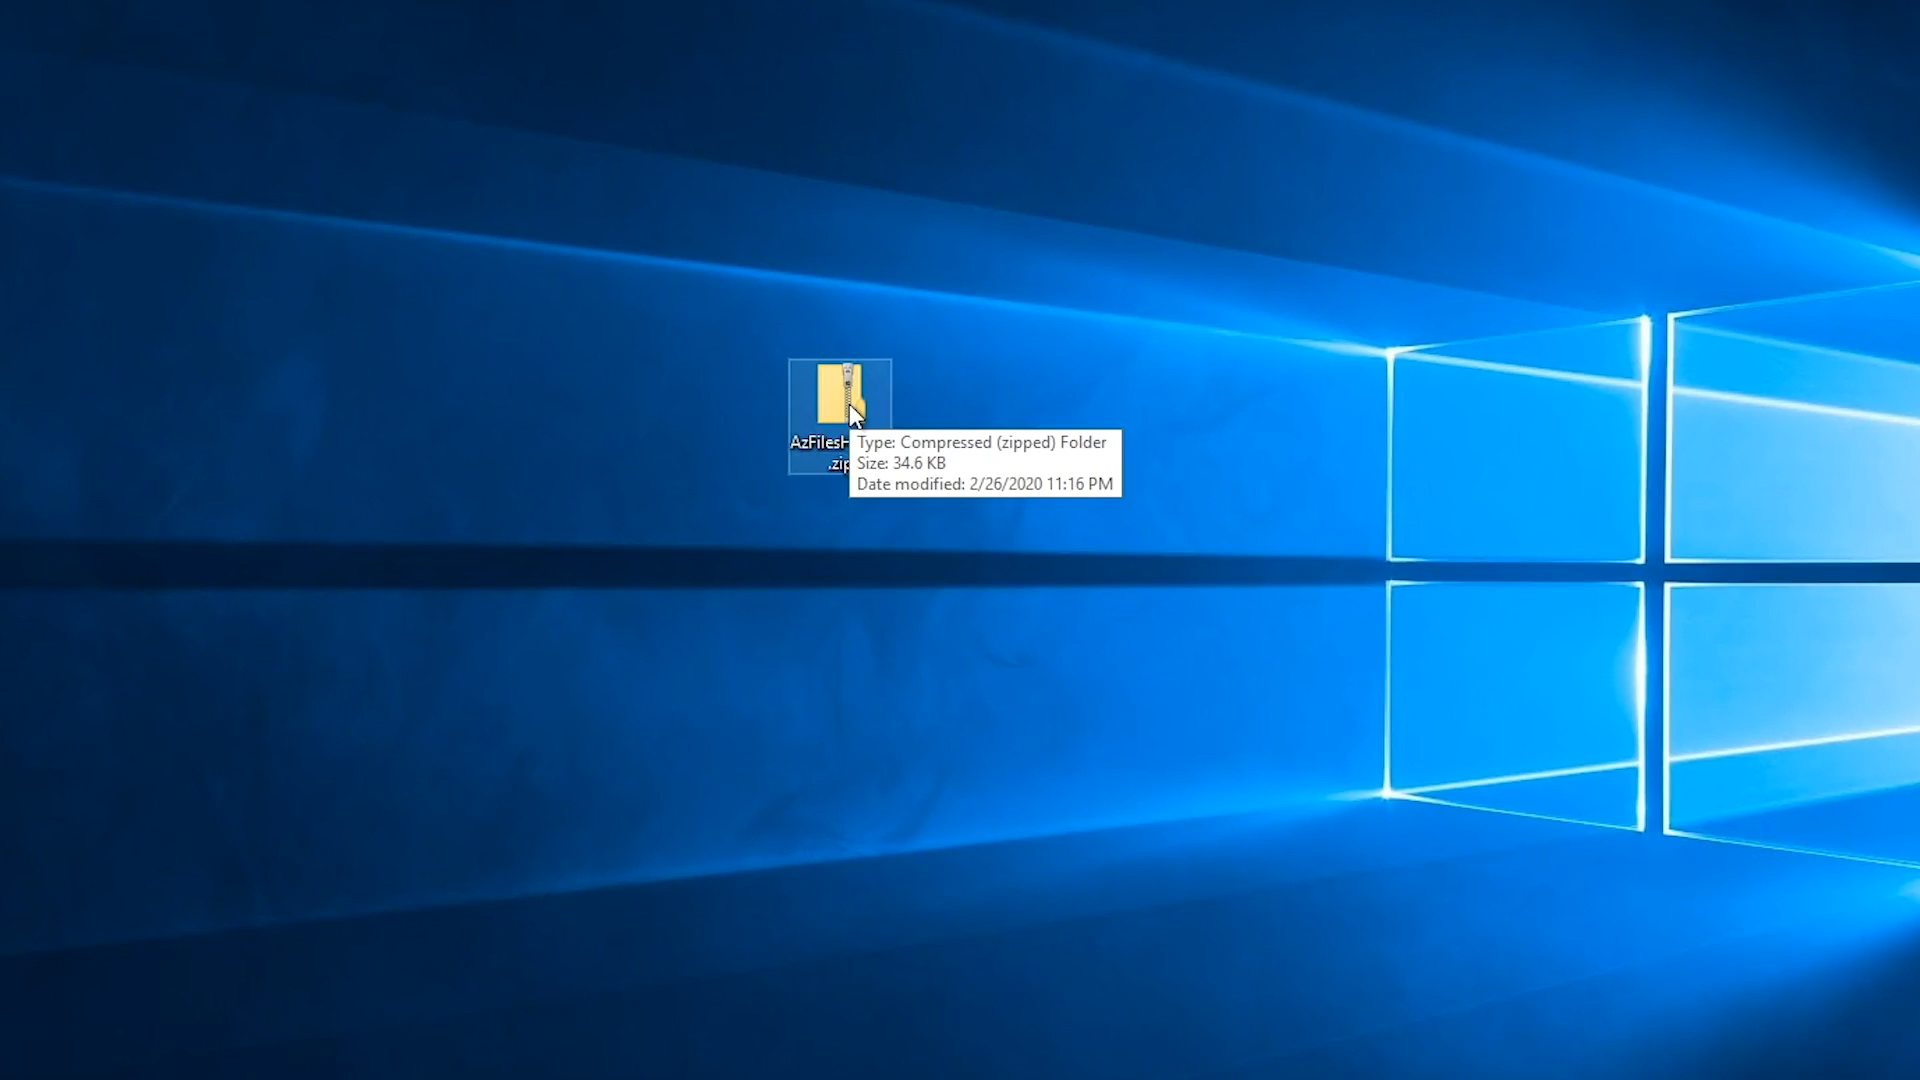 AzFilesH
.zip
Type: Compressed (zipped) Folder
Size: 34.6 KB
Date modified: 2/26/2020 11:16 PM